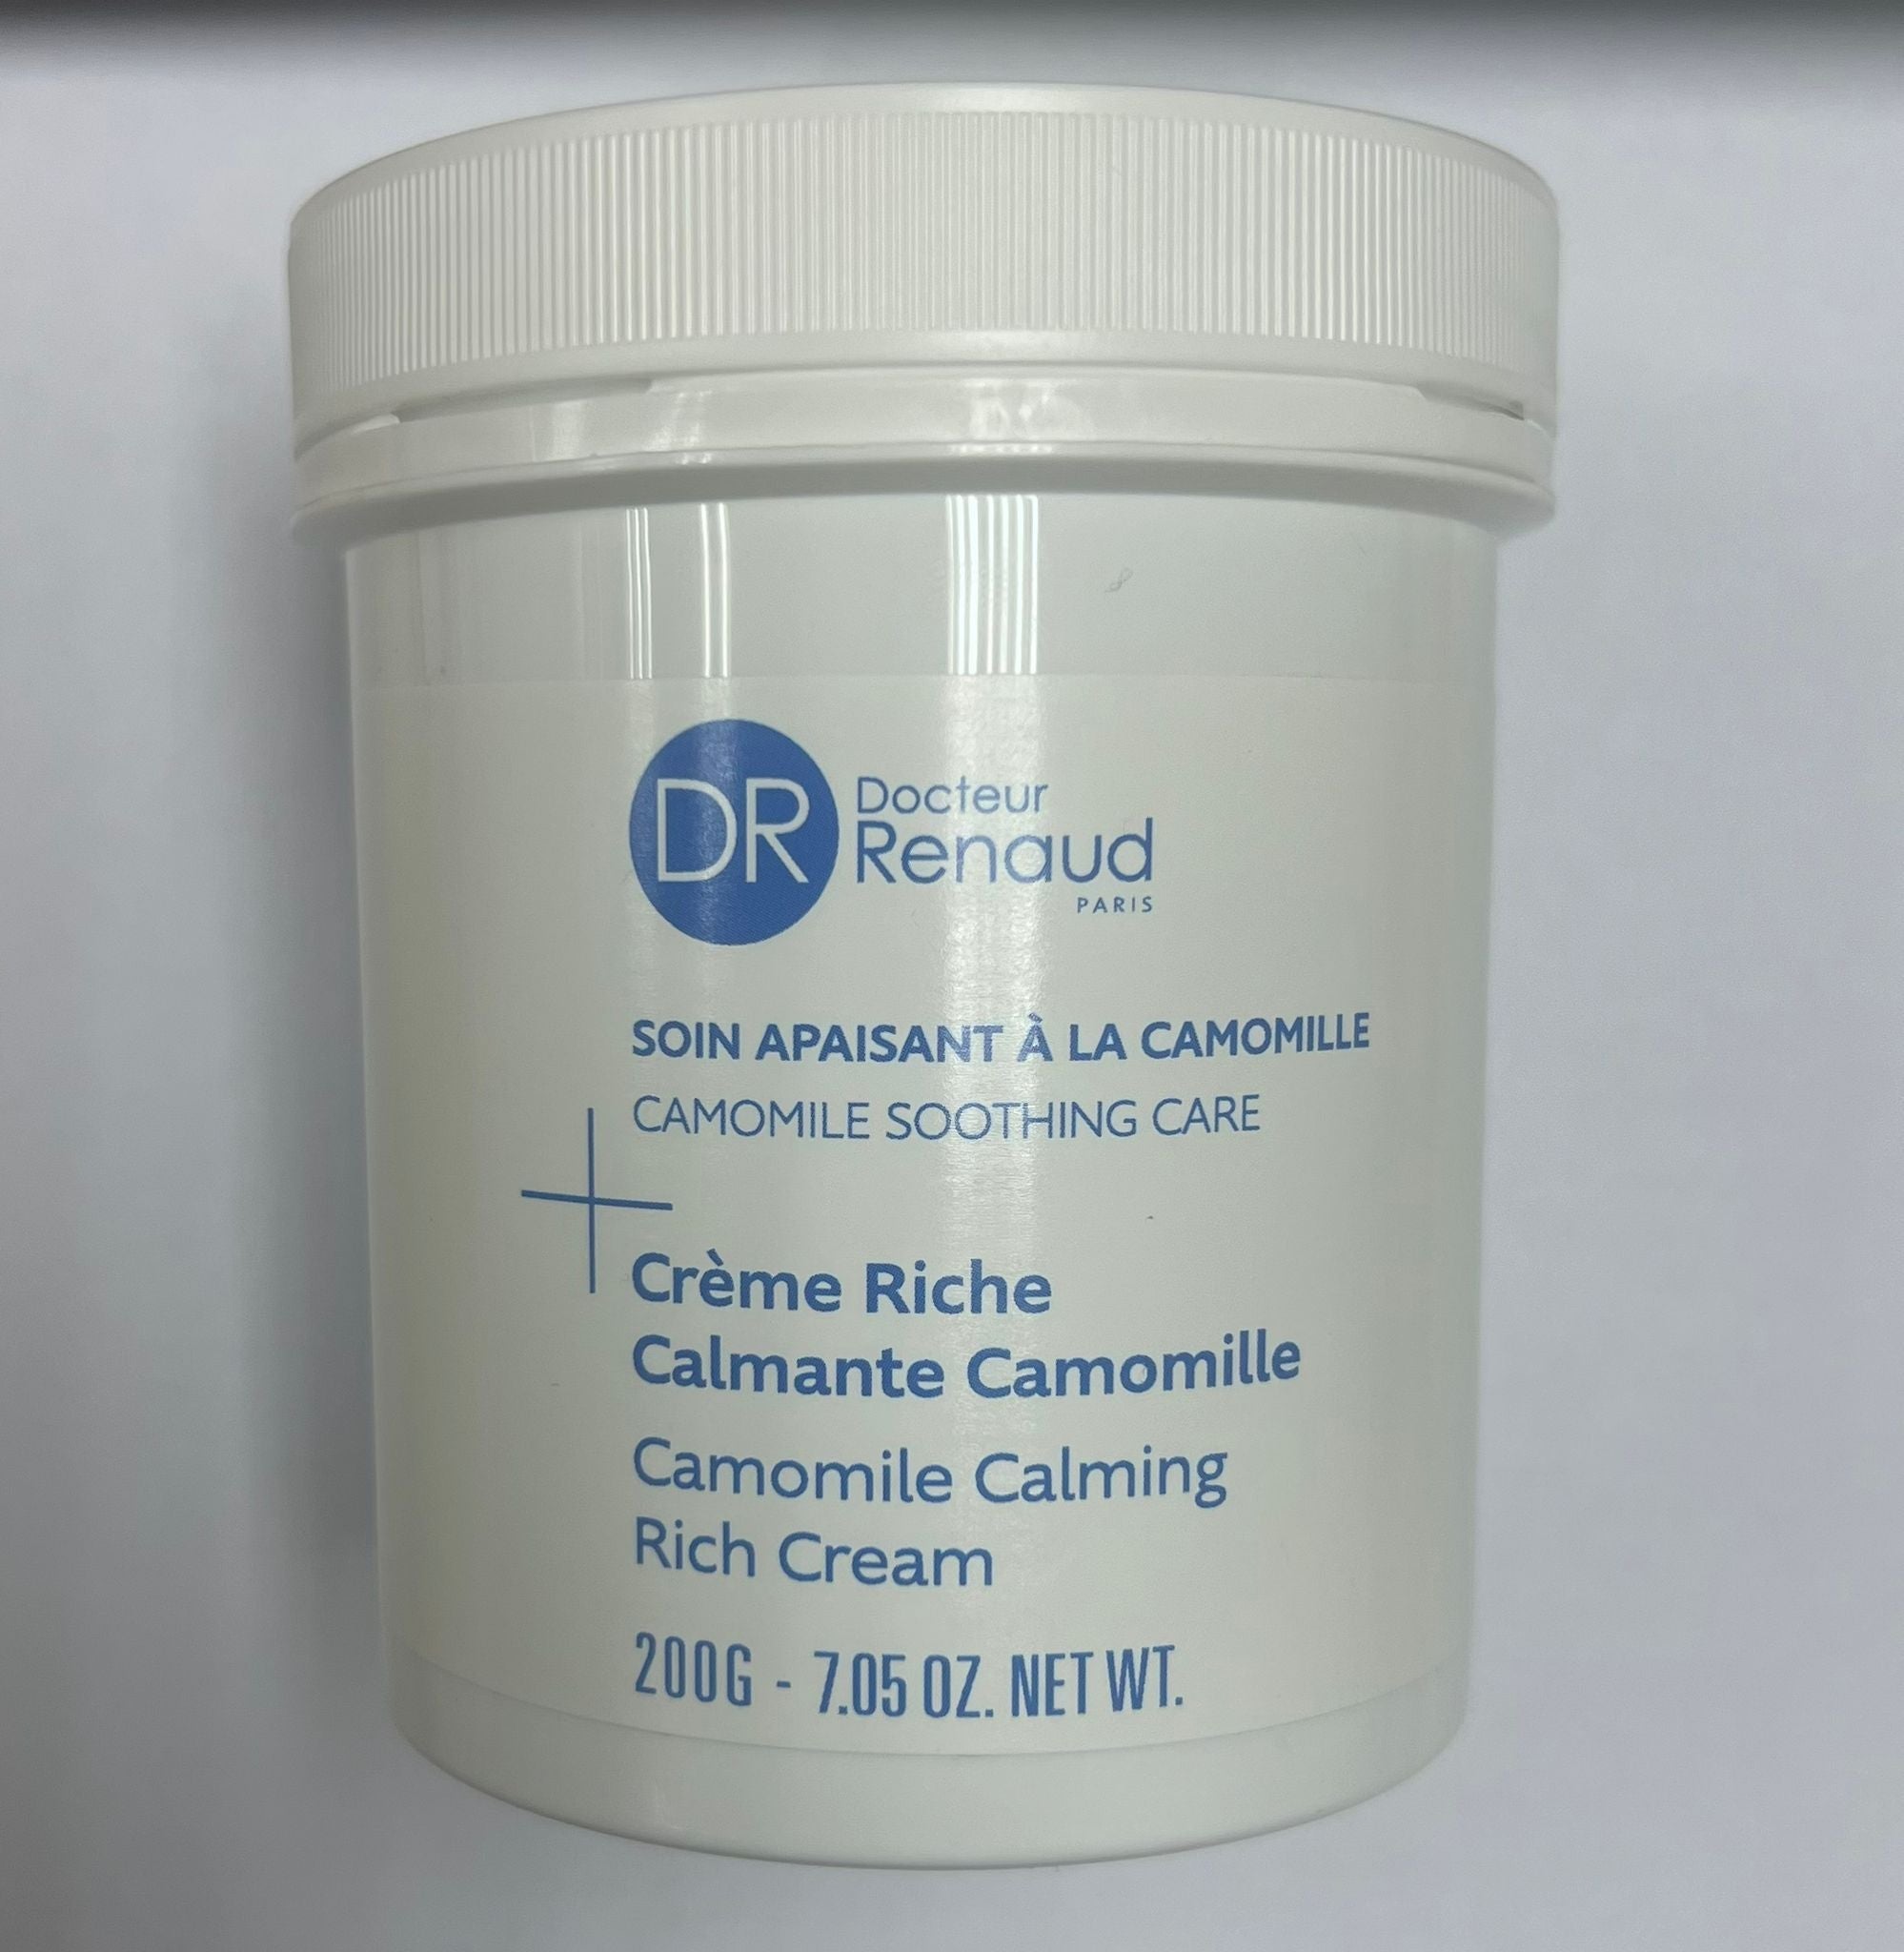 DR
Docteur
Renaud
PARIS
SOIN APAISANT À LA CAMOMILLE
CAMOMILE SOOTHING CARE
Crème Riche
Calmante Camomille
Camomile Calming
Rich Cream
200G - 7.05 OZ. NET WT.